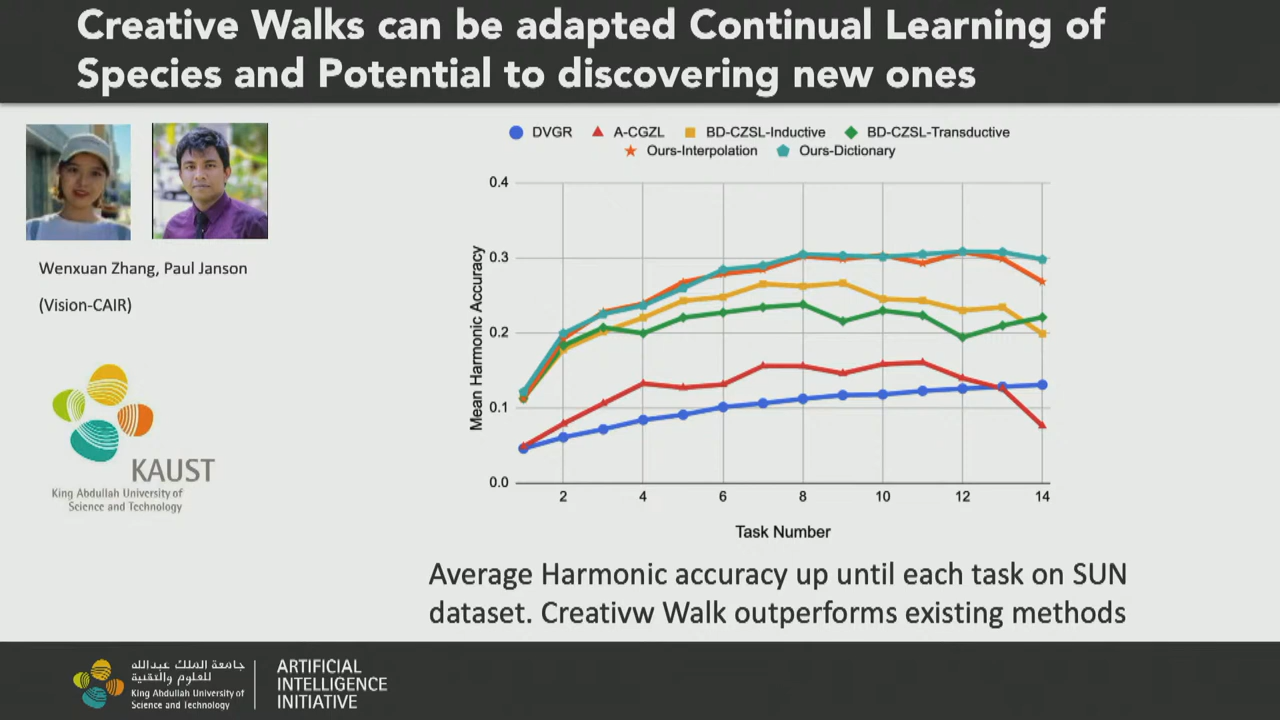 Creative Walks can be adapted Continual Learning of
Species and Potential to discovering new ones
Wenxuan Zhang, Paul Janson
(Vision-CAIR)
KAUST
King Abdullah University of
Science and Technology
DVGR A-CGZL BD-CZSL-Inductive BD-CZSL-Transductive
Ours-Interpolation Ours-Dictionary
Mean Harmonic Accuracy
0.4
0.3
0.2
0.1
0.0
2 4 6 8 10 12 14
Task Number
Average Harmonic accuracy up until each task on SUN
dataset. Creativw Walk outperforms existing methods
جامعة الملك عبدالله
للعلوم والتقنية
King Abdullah University of
Science and Technology
ARTIFICIAL
INTELLIGENCE
INITIATIVE